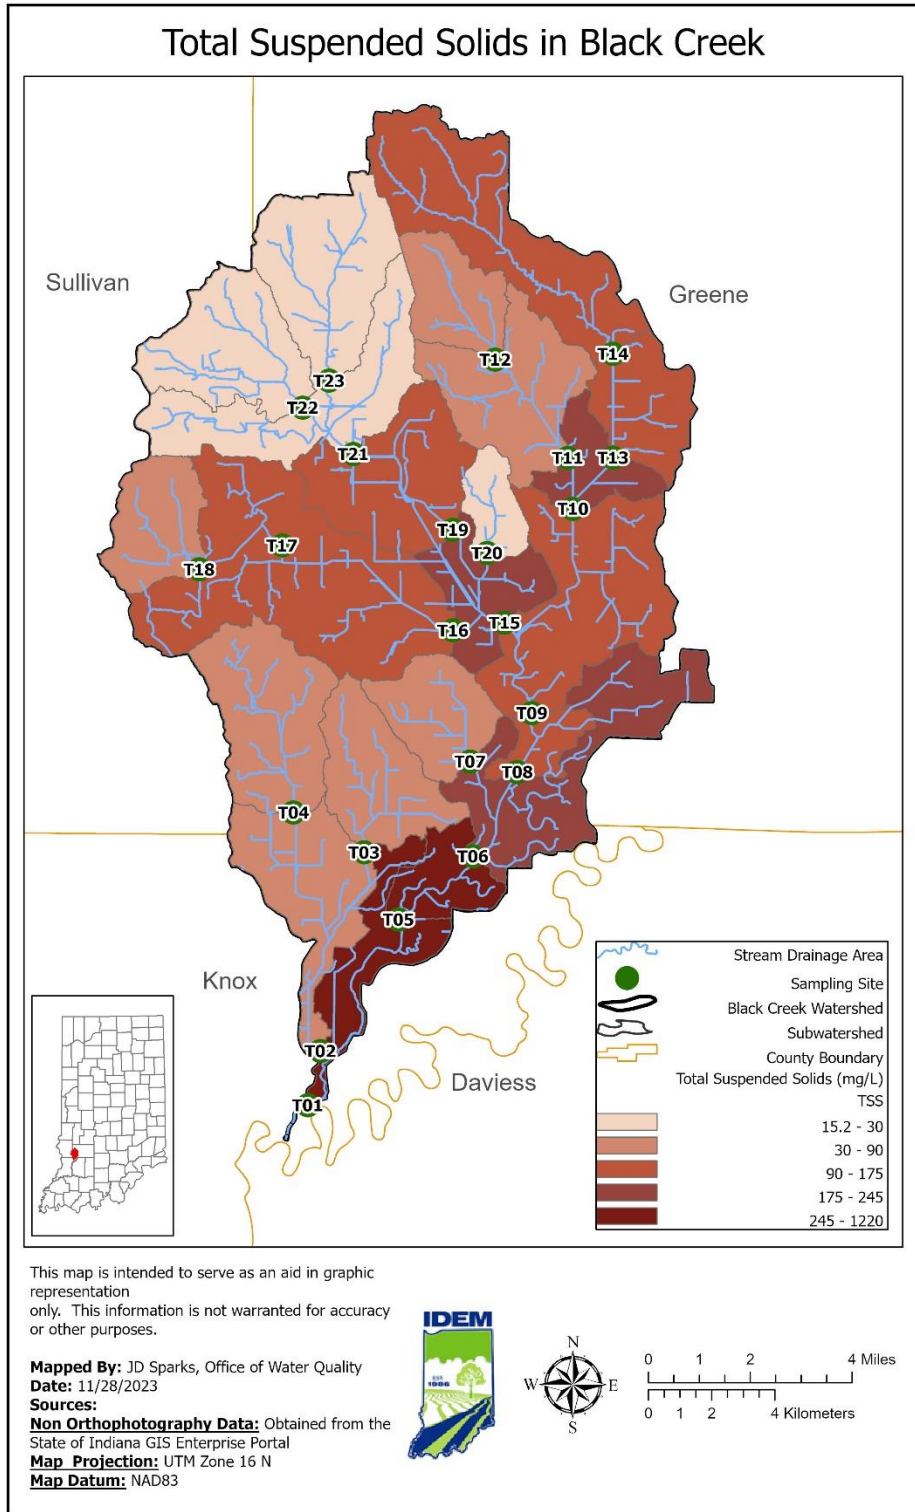 Total Suspended Solids in Black Creek
Sullivan
Greene
T12
T14
T23
T22
T21
T11
T13
T10
T19
T17
T20
T18
T16
T15
T09
T07
T08
T04
T03
T06
T05
Knox
T02
Daviess
T01
Stream Drainage Area
Sampling Site
Black Creek Watershed
Subwatershed
County Boundary
Total Suspended Solids (mg/L)
TSS
15.2 - 30
30 - 90
90 - 175
175 - 245
245 - 1220
This map is intended to serve as an aid in graphic
representation
only. This information is not warranted for accuracy
or other purposes.
Mapped By: JD Sparks, Office of Water Quality
Date: 11/28/2023
Sources:
Non Orthophotography Data: Obtained from the
State of Indiana GIS Enterprise Portal
Map Projection: UTM Zone 16 N
Map Datum: NAD83
IDEM
EST.
1986
N
W E
S
0 1 2 4 Miles
0 1 2 4 Kilometers